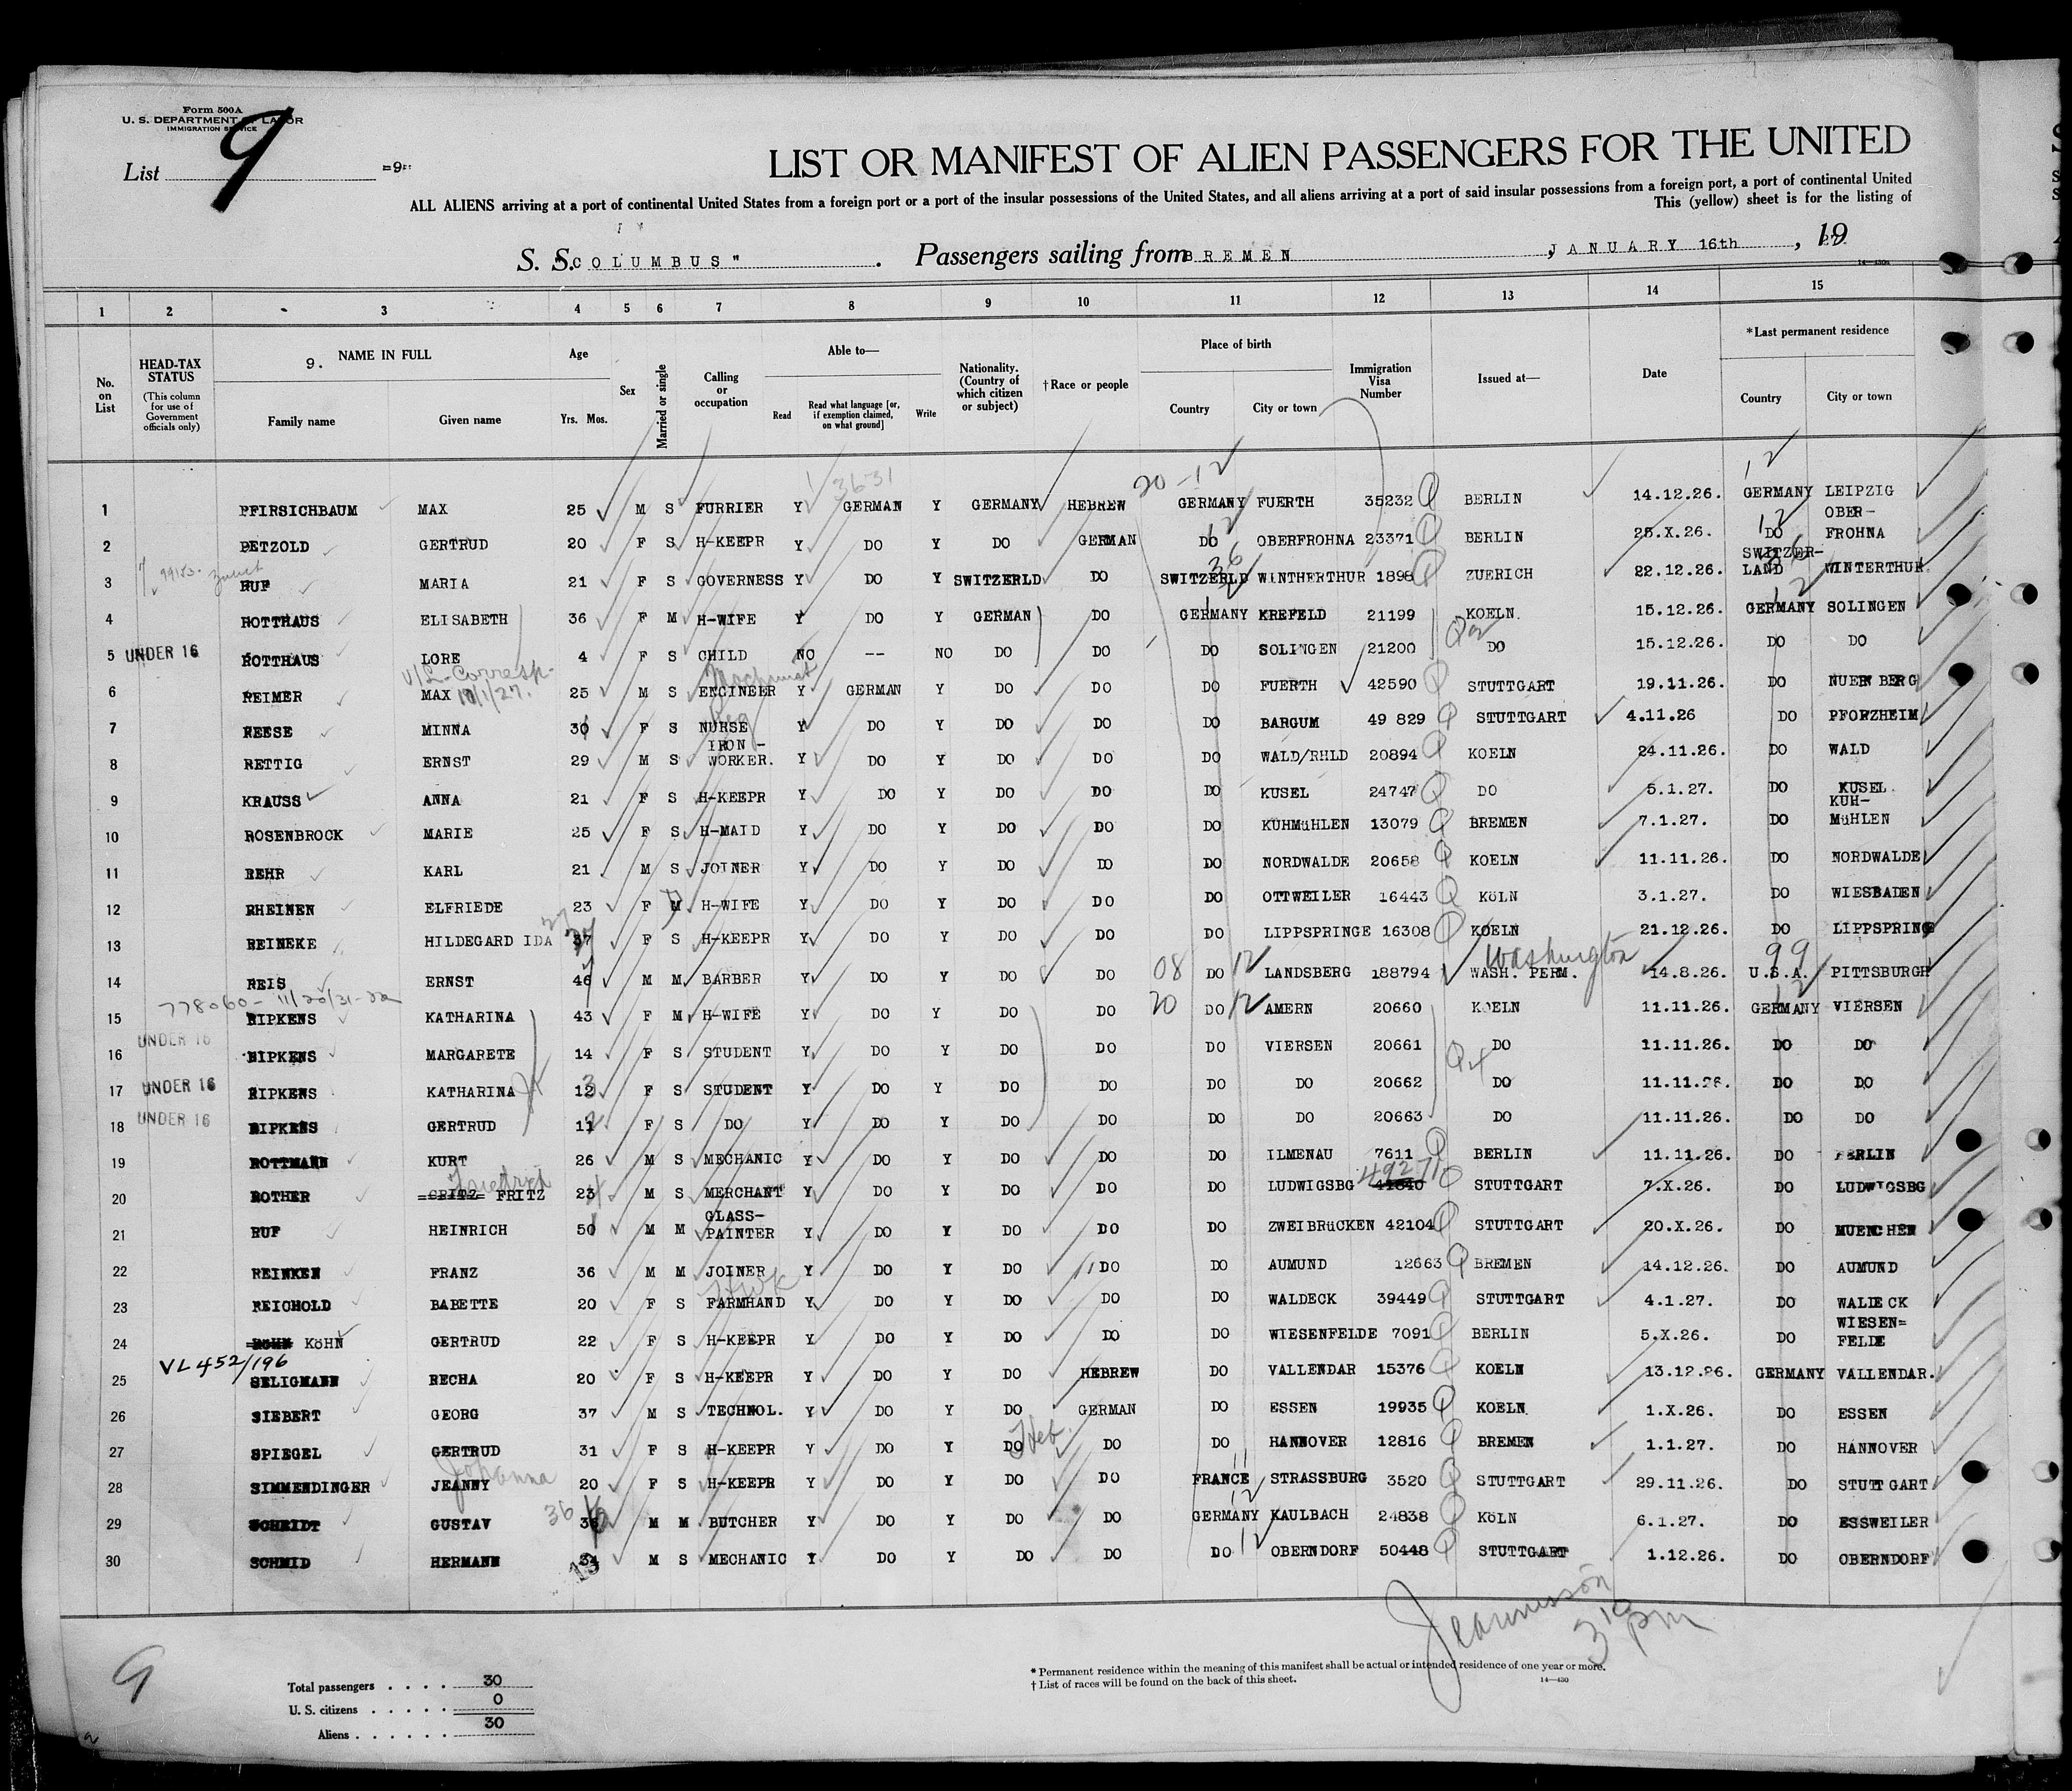 Form 500A
U. S. DEPARTMENT OF LABOR
IMMIGRATION SERVICE
List 9 =9=
LIST OR MANIFEST OF ALIEN PASSENGERS FOR THE UNITED
ALL ALIENS arriving at a port of continental United States from a foreign port or a port of the insular possessions of the United States, and all aliens arriving at a port of said insular possessions from a foreign port, a port of continental United
This (yellow) sheet is for the listing of
S. S. "COLUMBUS" . Passengers sailing from BREMEN , JANUARY 16th , 19
1 2 3 4 5 6 7 8 9 10 11 12 13 14 15
No. on List
HEAD-TAX STATUS (This column for use of Government officials only)
9. NAME IN FULL Family name Given name
Age Yrs. Mos.
Sex
Married or single
Calling or occupation
Able to— Read Read what language [or, if exemption claimed, on what ground] Write
Nationality. (Country of which citizen or subject)
† Race or people
Place of birth Country City or town
Immigration Visa Number
Issued at—
Date
*Last permanent residence Country City or town
3631 20-12 12
1 PFIRSICHBAUM MAX 25 M S FURRIER Y GERMAN Y GERMANY HEBREW GERMANY FUERTH 35232 BERLIN 14.12.26. GERMANY LEIPZIG
2 PETZOLD GERTRUD 20 F S H-KEEPR Y DO Y DO GERMAN DO OBERFROHNA 23371 BERLIN 25.X.26. DO OBER-FROHNA
3 RUF MARIA 21 F S GOVERNESS Y DO Y SWITZERLD DO SWITZERLD WINTHERTHUR 1898 ZUERICH 22.12.26. SWITZER-LAND WINTERTHUR
4 ROTTHAUS ELISABETH 36 F M H-WIFE Y DO Y GERMAN DO GERMANY KREFELD 21199 KOELN. 15.12.26. GERMANY SOLINGEN
5 UNDER 16 ROTTHAUS LORE 4 F S CHILD NO -- NO DO DO DO SOLINGEN 21200 DO 15.12.26. DO DO
V/L-Corresp- 10/1/27. Machinist
6 REIMER MAX 25 M S ENGINEER Y GERMAN Y DO DO DO FUERTH 42590 STUTTGART 19.11.26. DO NUERNBERG
7 REESE MINNA 30 F S NURSE Y DO Y DO DO DO BARGUM 49 829 STUTTGART 4.11.26 DO PFORZHEIM
8 RETTIG ERNST 29 M S IRON-WORKER. Y DO Y DO DO DO WALD/RHLD 20894 KOELN 24.11.26. DO WALD
9 KRAUSS ANNA 21 F S H-KEEPR Y DO Y DO DO DO KUSEL 24747 DO 5.1.27. DO KUSEL.
10 ROSENBROCK MARIE 25 F S H-MAID Y DO Y DO DO DO KUHMüHLEN 13079 BREMEN 7.1.27. DO KUH-MüHLEN
11 REHR KARL 21 M S JOINER Y DO Y DO DO DO NORDWALDE 20658 KOELN 11.11.26. DO NORDWALDE
12 RHEINEN ELFRIEDE 23 F M H-WIFE Y DO Y DO DO DO OTTWEILER 16443 KöLN 3.1.27. DO WIESBADEN
13 REINEKE HILDEGARD IDA 27 F S H-KEEPR Y DO Y DO DO DO LIPPSPRINGE 16308 KOELN 21.12.26. DO LIPPSPRING
Washington 99
14 REIS ERNST 46 M M BARBER Y DO Y DO DO 08 DO 12 LANDSBERG 188794 WASH. PERM. 14.8.26. U.S.A. PITTSBURGH
778060- 11/20/31-
15 RIPKENS KATHARINA 43 F M H-WIFE Y DO Y DO DO 20 DO 12 AMERN 20660 KOELN 11.11.26. GERMANY VIERSEN
16 UNDER 16 RIPKENS MARGARETE 14 F S STUDENT Y DO Y DO DO DO VIERSEN 20661 DO 11.11.26. DO DO
17 UNDER 16 RIPKENS KATHARINA 12 F S STUDENT Y DO Y DO DO DO DO 20662 DO 11.11.26. DO DO
18 UNDER 16 RIPKENS GERTRUD 11 F S DO Y DO Y DO DO DO DO 20663 DO 11.11.26. DO DO
19 ROTTMANN KURT 26 M S MECHANIC Y DO Y DO DO DO ILMENAU 7611 BERLIN 11.11.26. DO BERLIN
Friedrich
20 ROTHER FRITZ 23 M S MERCHANT Y DO Y DO DO DO LUDWIGSBG STUTTGART 7.X.26. DO LUDWIGSBG
21 RUF HEINRICH 50 M M GLASS-PAINTER Y DO Y DO DO DO ZWEIBRüCKEN 42104 STUTTGART 20.X.26. DO MUENCHEN
22 REINKEN FRANZ 36 M M JOINER Y DO Y DO DO DO AUMUND 12663 BREMEN 14.12.26. DO AUMUND
23 REICHOLD BABETTE 20 F S FARMHAND Y DO Y DO DO DO WALDECK 39449 STUTTGART 4.1.27. DO WALDECK
24 KöHN GERTRUD 22 F S H-KEEPR Y DO Y DO DO DO WIESENFELDE 7091 BERLIN 5.X.26. DO WIESEN=FELDE
VL 452/196
25 SELIGMANN RECHA 20 F S H-KEEPR Y DO Y DO HEBREW DO VALLENDAR 15376 KOELN 13.12.26. GERMANY VALLENDAR.
26 SIEBERT GEORG 37 M S TECHNOL. Y DO Y DO GERMAN DO ESSEN 19935 KOELN 1.X.26. DO ESSEN
Heb.
27 SPIEGEL GERTRUD 31 F S H-KEEPR Y DO Y DO DO DO HANNOVER 12816 BREMEN 1.1.27. DO HANNOVER
Johanna
28 SIMMENDINGER JEANNY 20 F S H-KEEPR Y DO Y DO DO FRANCE STRASSBURG 3520 STUTTGART 29.11.26. DO STUTTGART
29 SCHEIDT GUSTAV 36 M M BUTCHER Y DO Y DO DO GERMANY KAULBACH 24838 KöLN 6.1.27. DO ESSWEILER
30 SCHMID HERMANN 34 M S MECHANIC Y DO Y DO DO DO 12 OBERNDORF 50448 STUTTGART 1.12.26. DO OBERNDORF
3 10 pm
9
Total passengers . . . . 30
U. S. citizens . . . . . 0
Aliens . . . . . . 30
* Permanent residence within the meaning of this manifest shall be actual or intended residence of one year or more.
† List of races will be found on the back of this sheet.
14—430